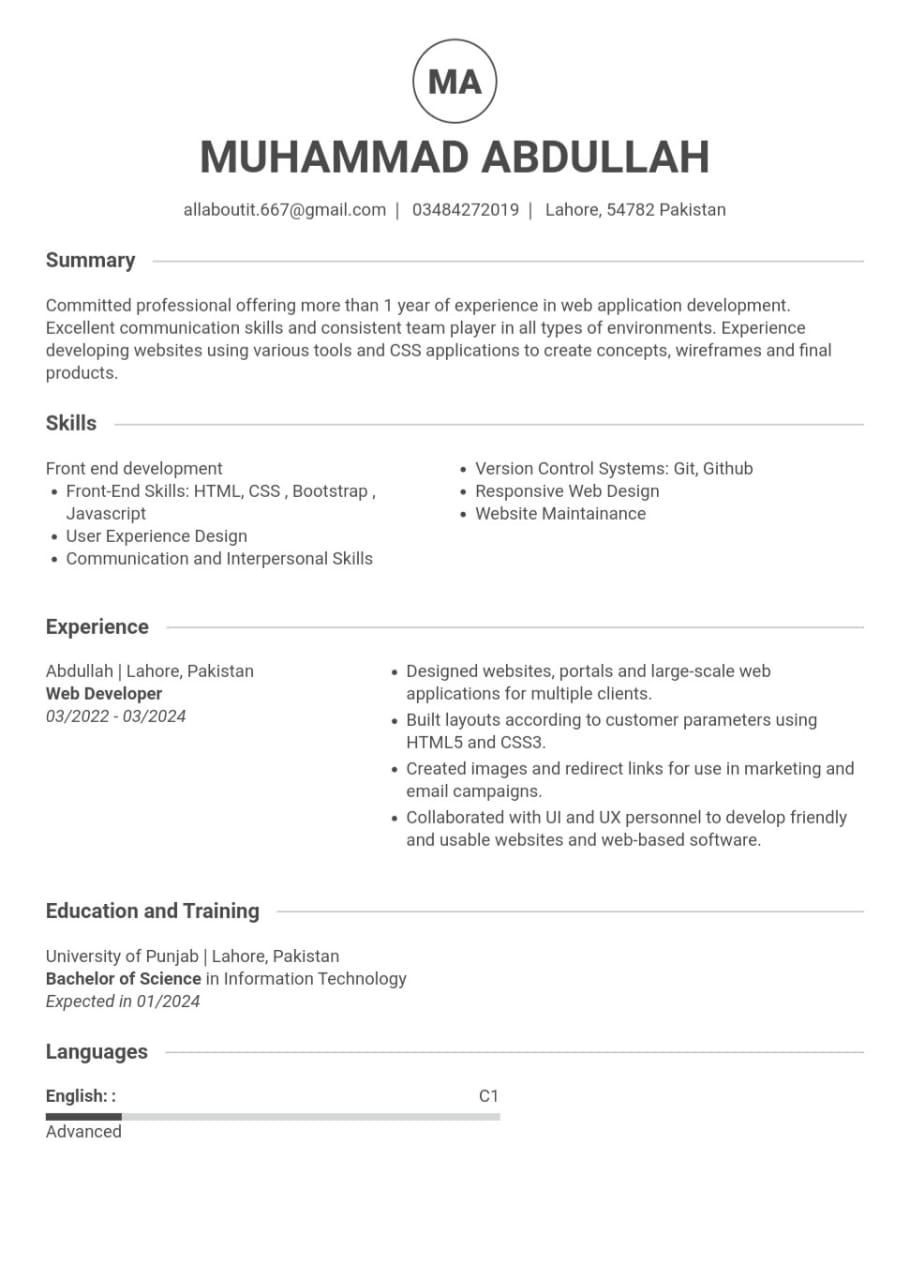 MA
MUHAMMAD ABDULLAH
allaboutit.667@gmail.com | 03484272019 | Lahore, 54782 Pakistan
Summary
Committed professional offering more than 1 year of experience in web application development.
Excellent communication skills and consistent team player in all types of environments. Experience
developing websites using various tools and CSS applications to create concepts, wireframes and final
products.
Skills
Front end development
• Front-End Skills: HTML, CSS , Bootstrap ,
Javascript
• User Experience Design
• Communication and Interpersonal Skills
• Version Control Systems: Git, Github
• Responsive Web Design
• Website Maintainance
Experience
Abdullah | Lahore, Pakistan
Web Developer
03/2022 - 03/2024
• Designed websites, portals and large-scale web
applications for multiple clients.
• Built layouts according to customer parameters using
HTML5 and CSS3.
• Created images and redirect links for use in marketing and
email campaigns.
• Collaborated with UI and UX personnel to develop friendly
and usable websites and web-based software.
Education and Training
University of Punjab | Lahore, Pakistan
Bachelor of Science in Information Technology
Expected in 01/2024
Languages
English: :
C1
Advanced